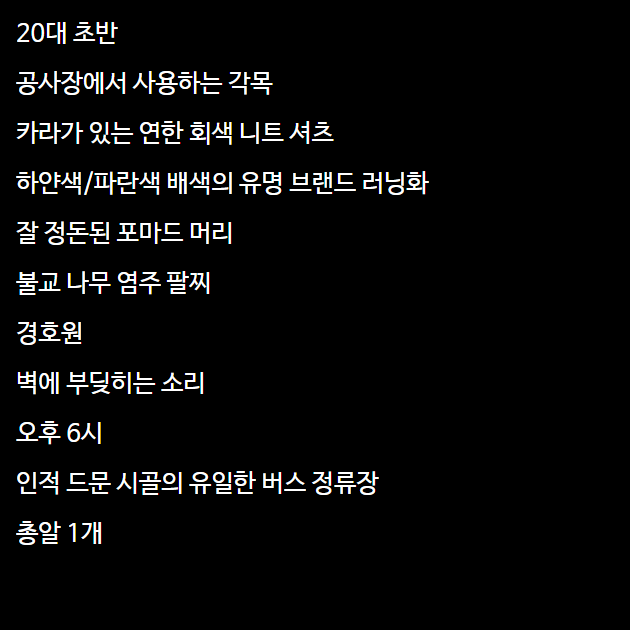 20대 초반
공사장에서 사용하는 각목
카라가 있는 연한 회색 니트 셔츠
하얀색/파란색 배색의 유명 브랜드 러닝화
잘 정돈된 포마드 머리
불교 나무 염주 팔찌
경호원
벽에 부딪히는 소리
오후 6시
인적 드문 시골의 유일한 버스 정류장
총알 1개